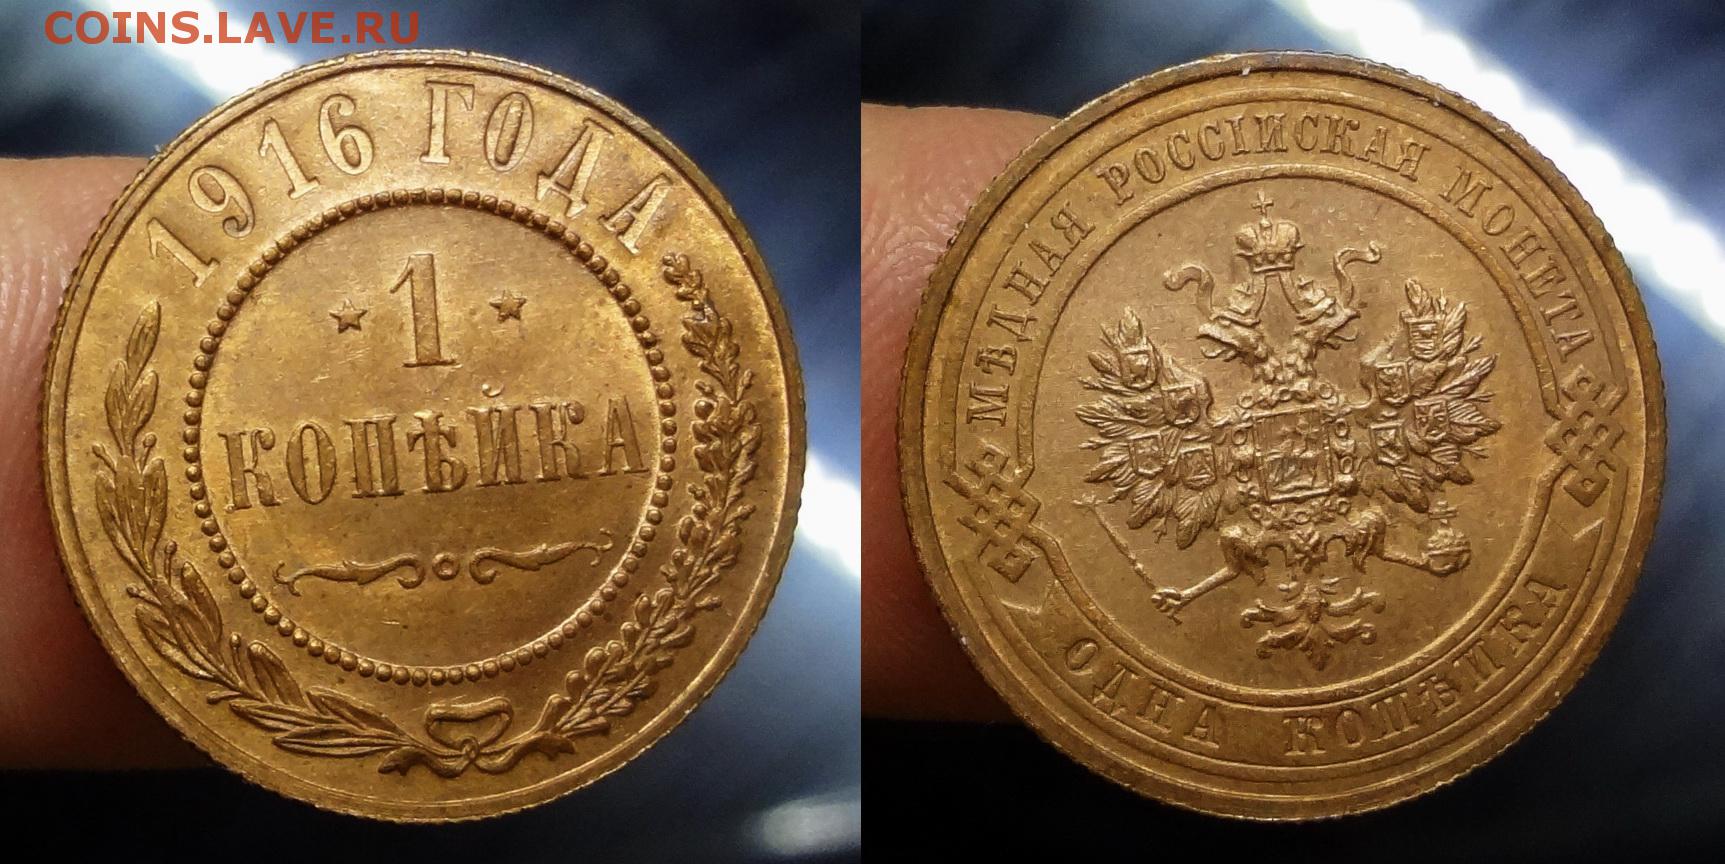 COINS.LAVE.RU
1916 ГОДА
1
КОПѢЙКА
МѢДНАЯ РОССІЙСКАЯ МОНЕТА
ОДНА КОПѢЙКА